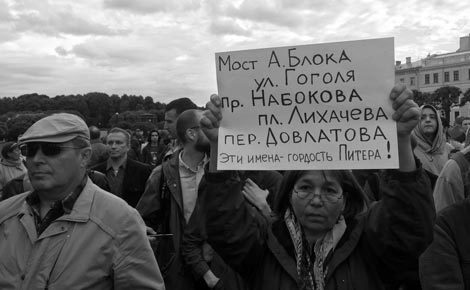 Мост А. Блока
ул. Гоголя
пр. Набокова
пл. Лихачева
пер. Довлатова
Эти имена-гордость Питера!